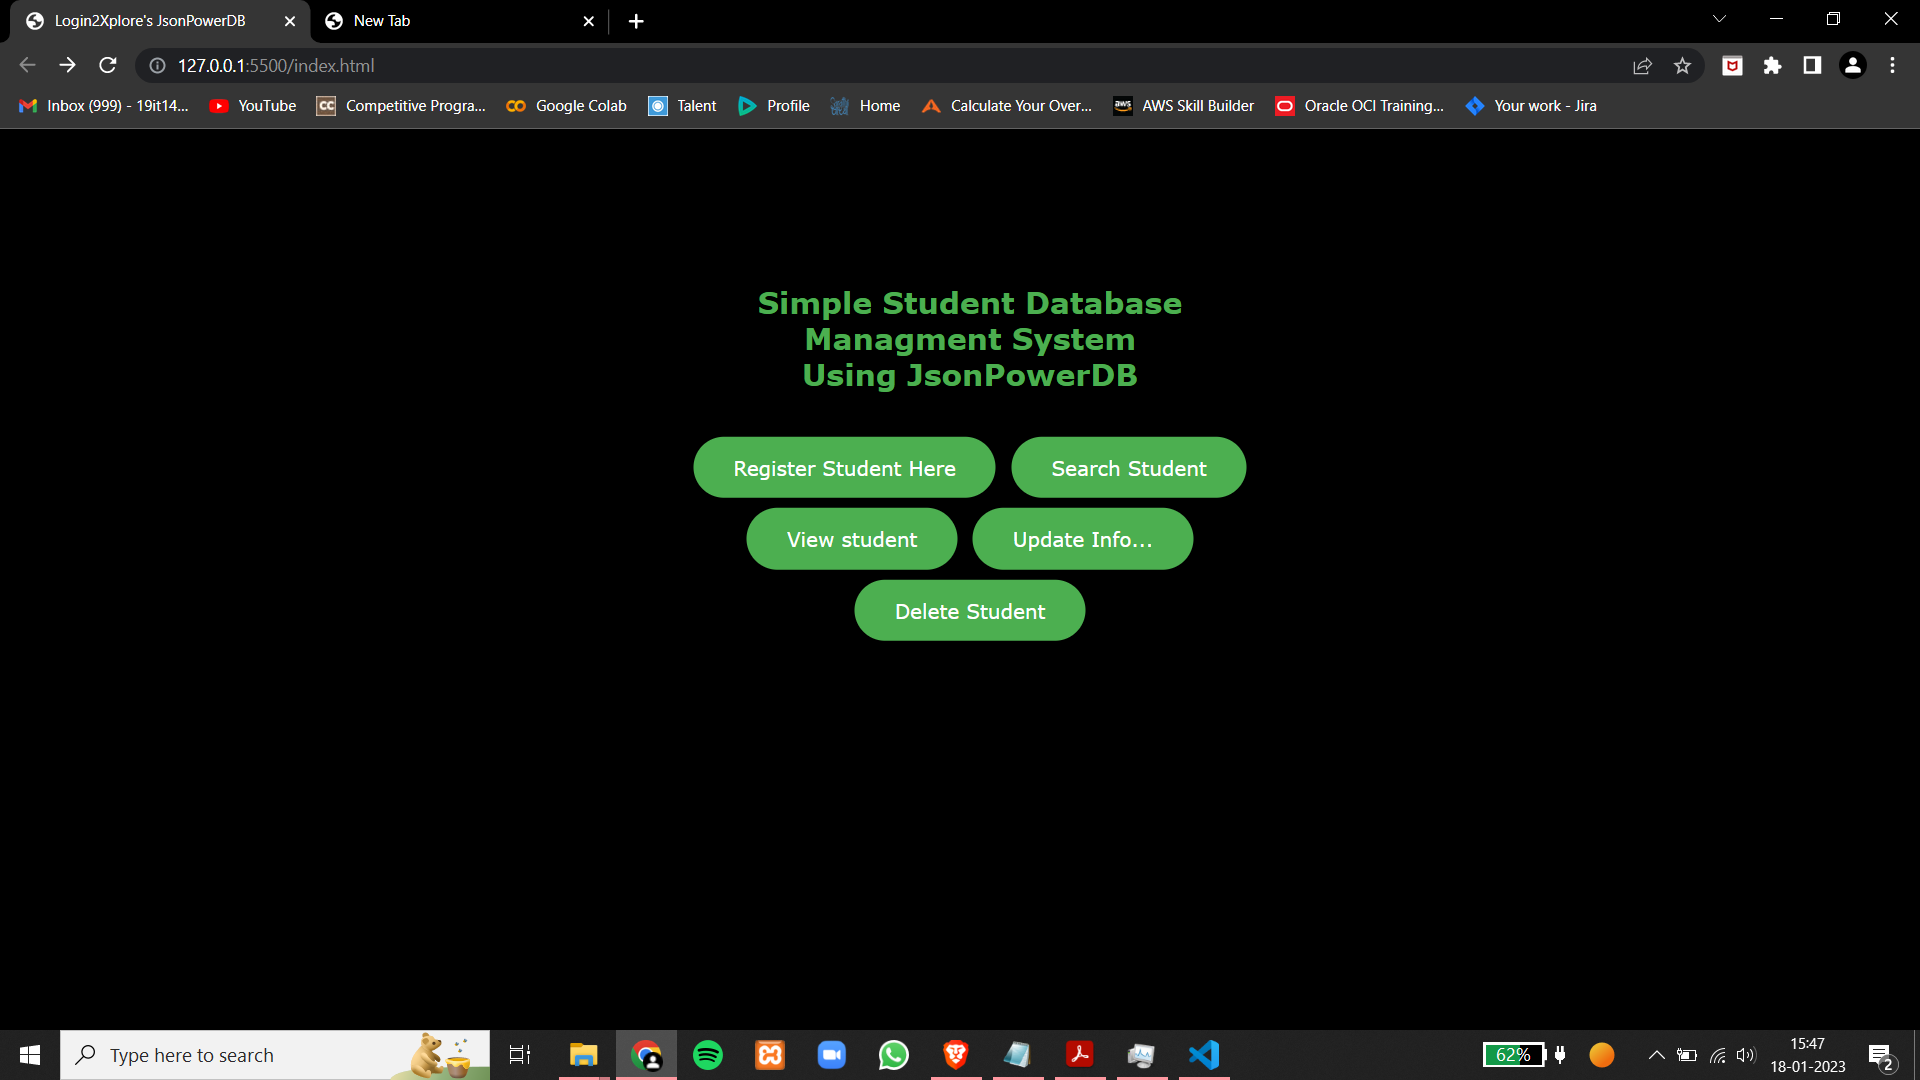 Login2Xplore's JsonPowerDB
New Tab
127.0.0.1:5500/index.html
Inbox (999) - 19it14...
YouTube
CC
Competitive Progra...
Google Colab
Talent
Profile
Home
Calculate Your Over...
aws
AWS Skill Builder
Oracle OCI Training...
Your work - Jira
Simple Student Database
Managment System
Using JsonPowerDB
Register Student Here
Search Student
View student
Update Info...
Delete Student
Type here to search
62%
15:47
18-01-2023
2